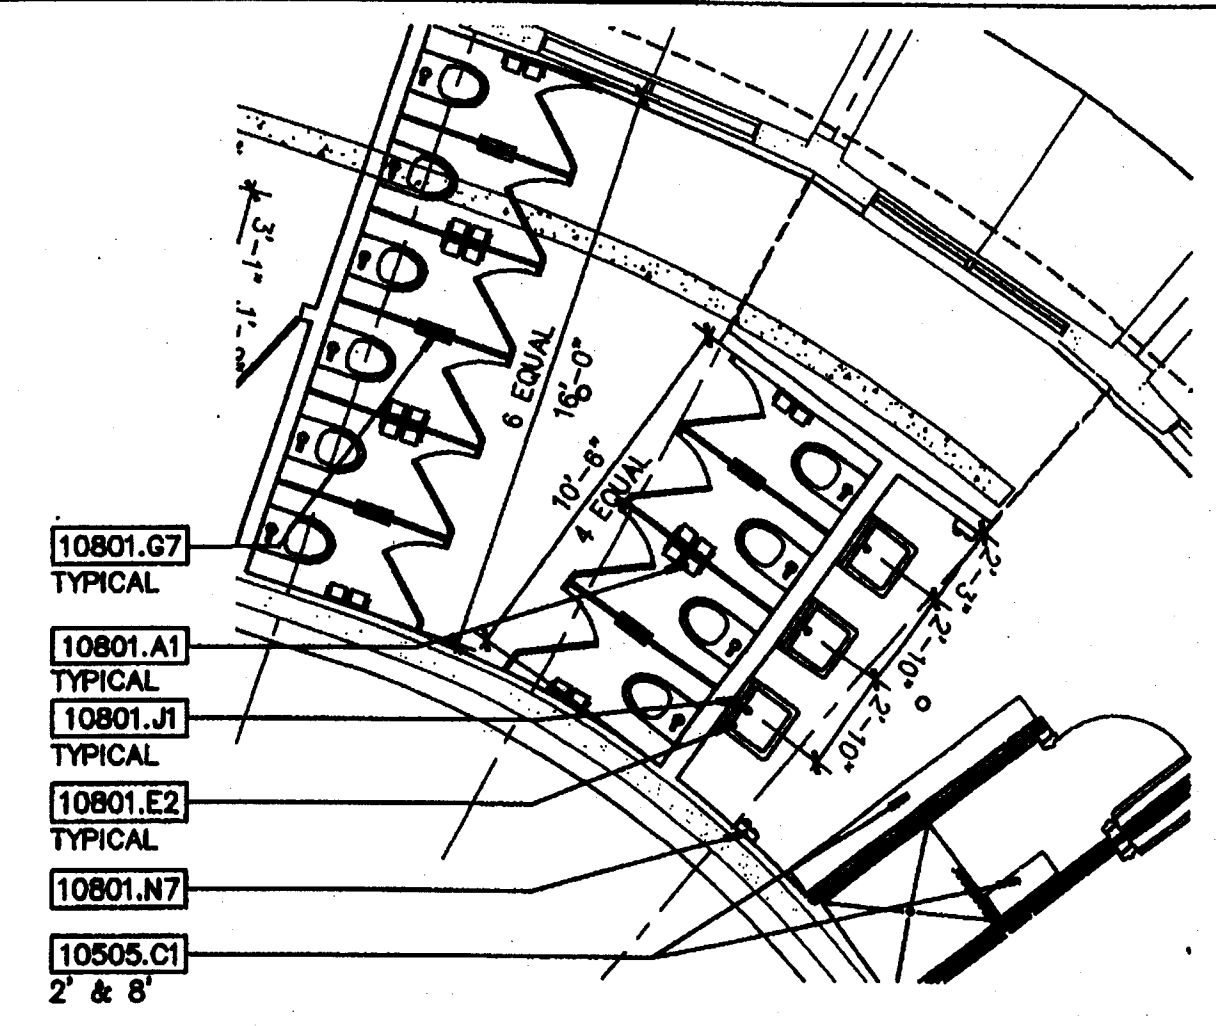 3'-1"
6 EQUAL
16'-0"
10'-6"
4 EQUAL
2'-3"
2'-10"
2'-10"
10801.G7
TYPICAL
10801.A1
TYPICAL
10801.J1
TYPICAL
10801.E2
TYPICAL
10801.N7
10505.C1
2' & 8'